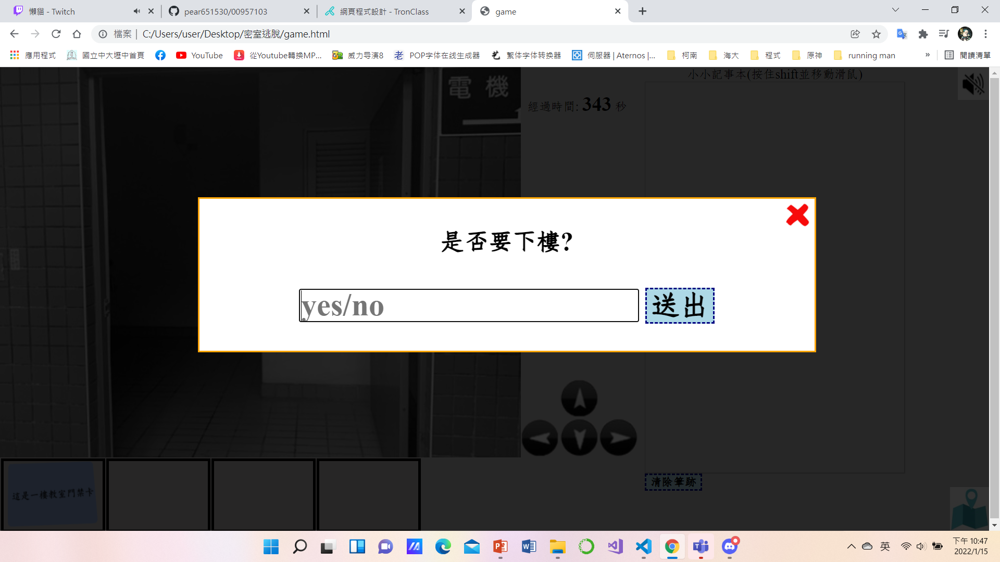 懶貓 - Twitch
pear651530/00957103
網頁程式設計 - TronClass
game
檔案
C:/Users/user/Desktop/密室逃脫/game.html
應用程式
國立中大壢中首頁
YouTube
從Youtube轉換MP...
威力导演8
老
POP字体在线生成器
繁体字体转换器
伺服器 | Aternos |...
柯南
海大
程式
原神
running man
»
閱讀清單
電機
經過時間: 343 秒
小小記事本(按住shift並移動滑鼠)
是否要下樓?
yes/no
送出
清除筆跡
這是一樓教室門禁卡
英
下午 10:47
2022/1/15